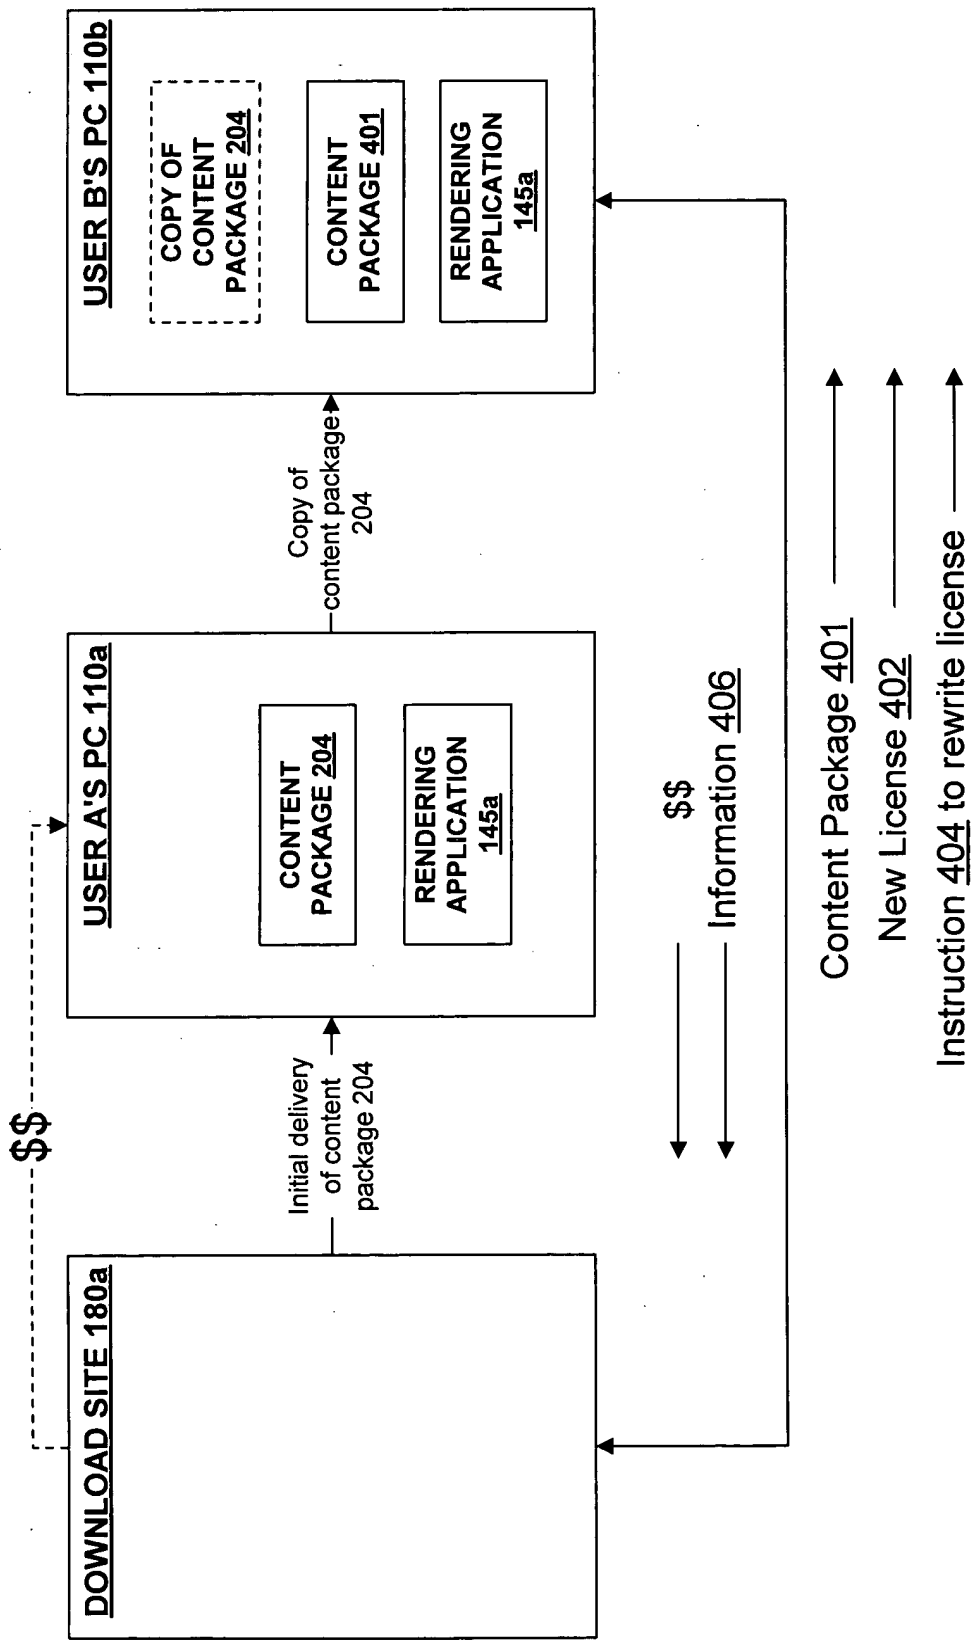 $$
DOWNLOAD SITE 180a
Initial delivery
of content
package 204
USER A'S PC 110a
CONTENT
PACKAGE 204
RENDERING
APPLICATION
145a
Copy of
content package
204
USER B'S PC 110b
COPY OF
CONTENT
PACKAGE 204
CONTENT
PACKAGE 401
RENDERING
APPLICATION
145a
$$
Information 406
Content Package 401
New License 402
Instruction 404 to rewrite license